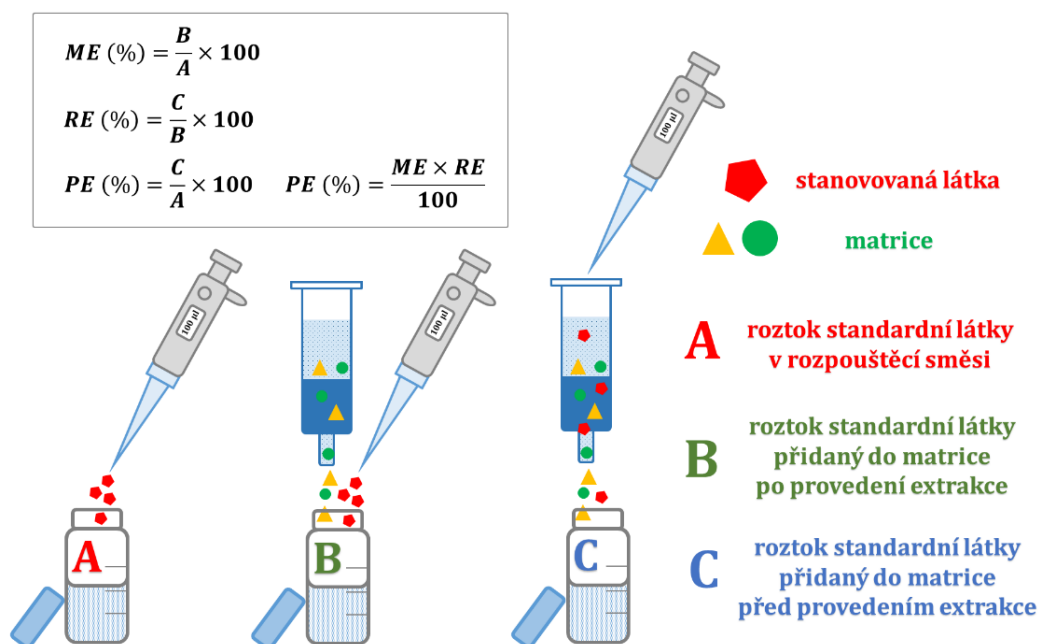 ME (%) = B/A × 100
RE (%) = C/B × 100
PE (%) = C/A × 100 PE (%) = ME × RE/100
100 µl
stanovovaná látka
matrice
100 µl
100 µl
A roztok standardní látky
v rozpouštěcí směsi
B roztok standardní látky
přidaný do matrice
po provedení extrakce
C roztok standardní látky
přidaný do matrice
před provedením extrakce
A
B
C